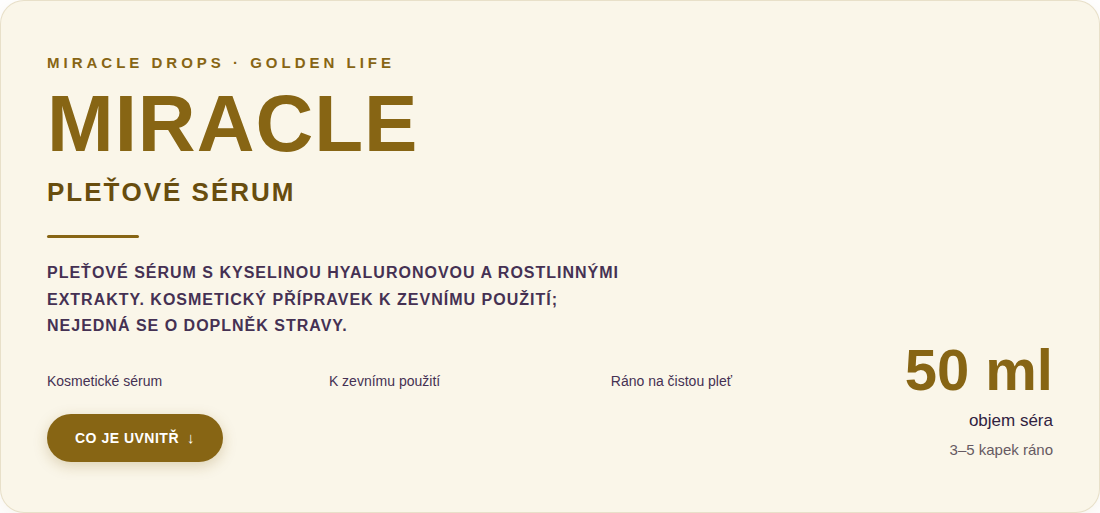 MIRACLE DROPS · GOLDEN LIFE
MIRACLE
PLEŤOVÉ SÉRUM
PLEŤOVÉ SÉRUM S KYSELINOU HYALURONOVOU A ROSTLINNÝMI
EXTRAKTY. KOSMETICKÝ PŘÍPRAVEK K ZEVNÍMU POUŽITÍ;
NEJEDNÁ SE O DOPLNĚK STRAVY.
Kosmetické sérum
K zevnímu použití
Ráno na čistou pleť
CO JE UVNITŘ ↓
50 ml
objem séra
3–5 kapek ráno